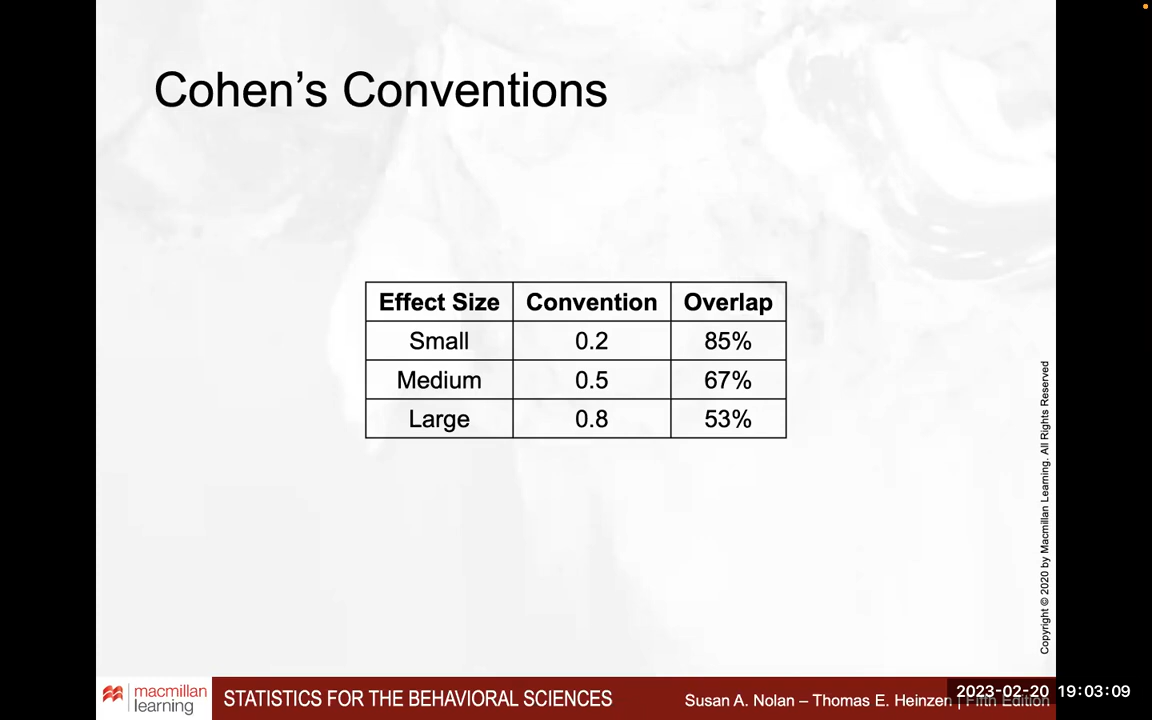 Cohen’s Conventions
Effect Size Convention Overlap
Small 0.2 85%
Medium 0.5 67%
Large 0.8 53%
Copyright © 2020 by Macmillan Learning. All Rights Reserved
macmillan learning
STATISTICS FOR THE BEHAVIORAL SCIENCES
Susan A. Nolan – Thomas E. Heinzen | Fifth Edition
2023-02-20 19:03:09